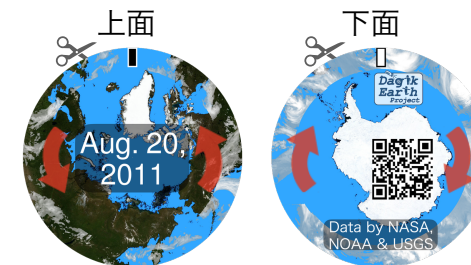 上面
下面
Aug. 20,
2011
Dagik
Earth
Project
Data by NASA,
NOAA & USGS